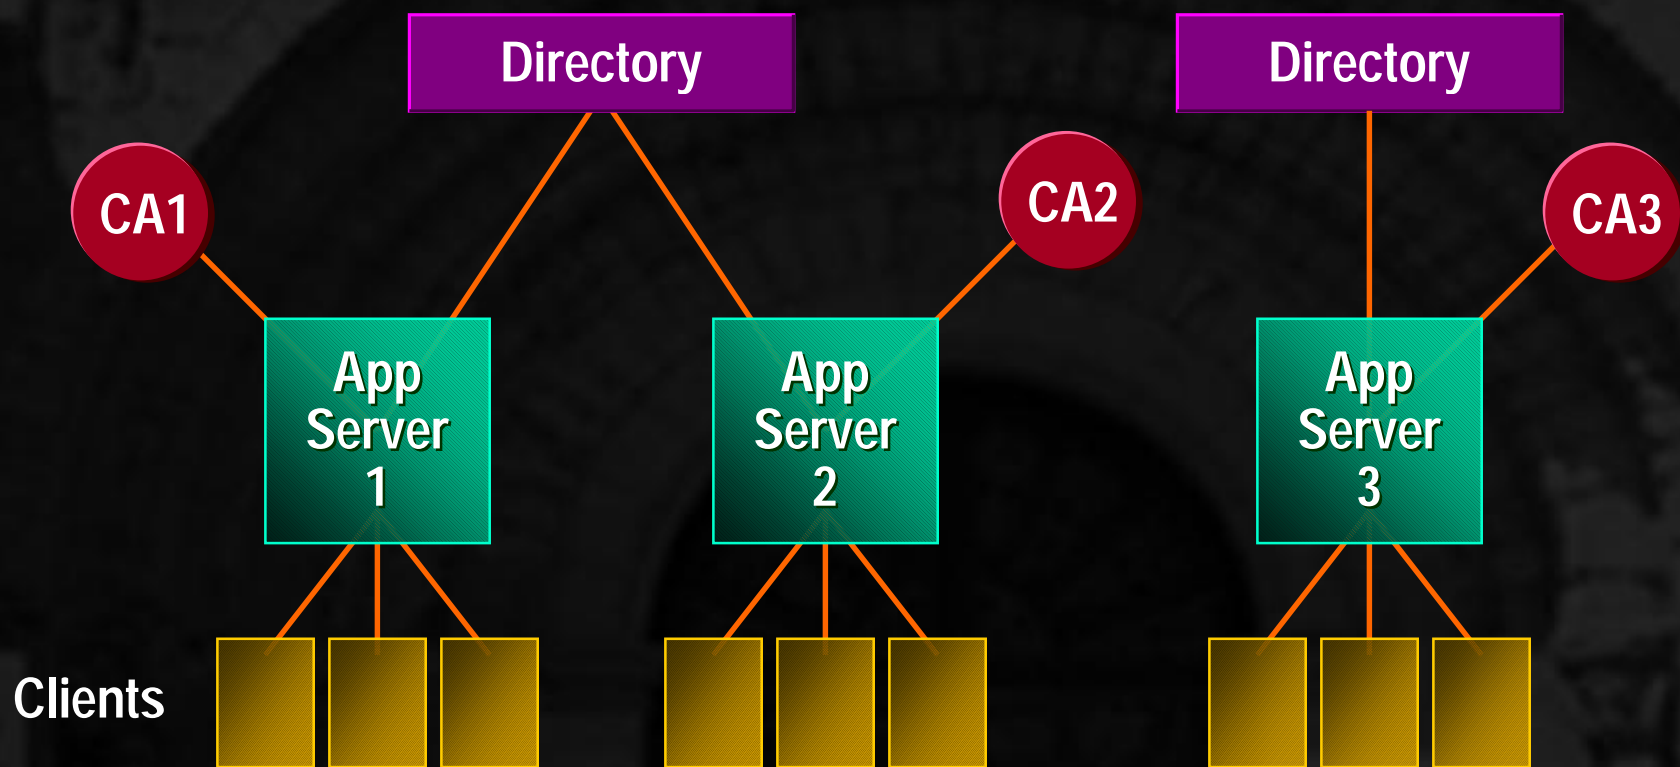 Directory
Directory
CA1
CA2
CA3
App
Server
1
App
Server
2
App
Server
3
Clients